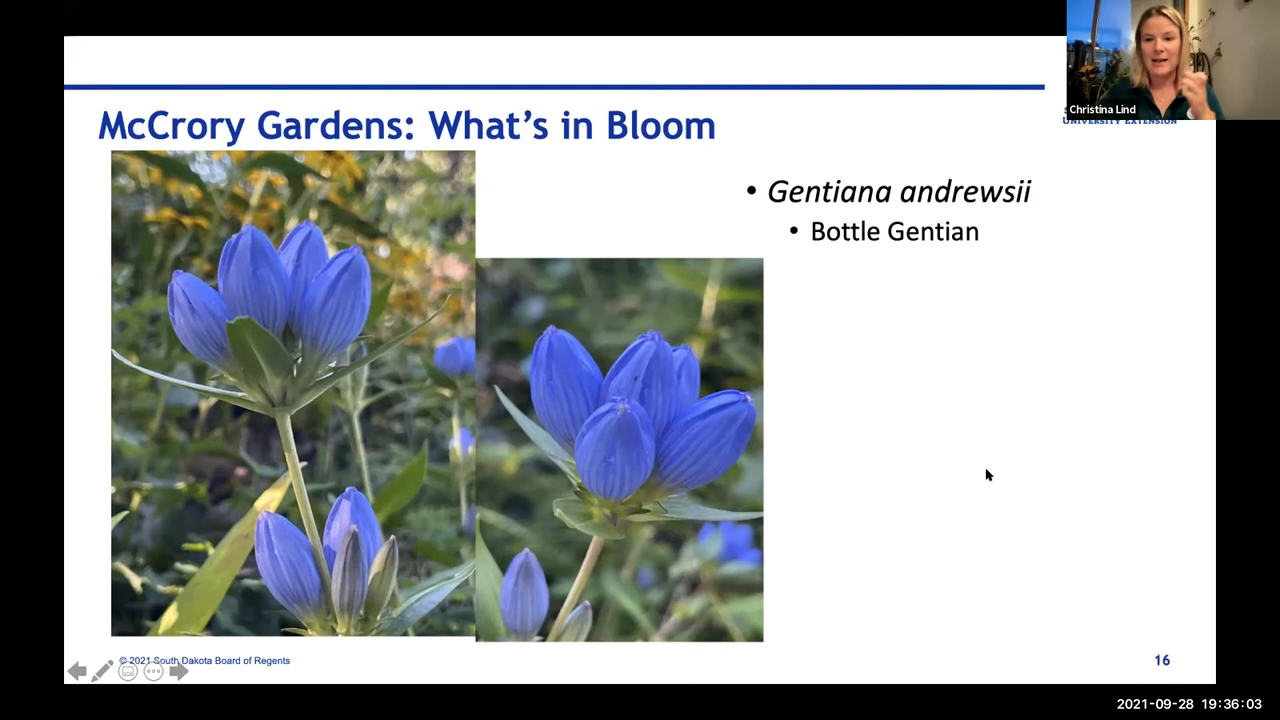 Christina Lind
UNIVERSITY EXTENSION
McCrory Gardens: What's in Bloom
• Gentiana andrewsii
• Bottle Gentian
© 2021 South Dakota Board of Regents
16
2021-09-28 19:36:03